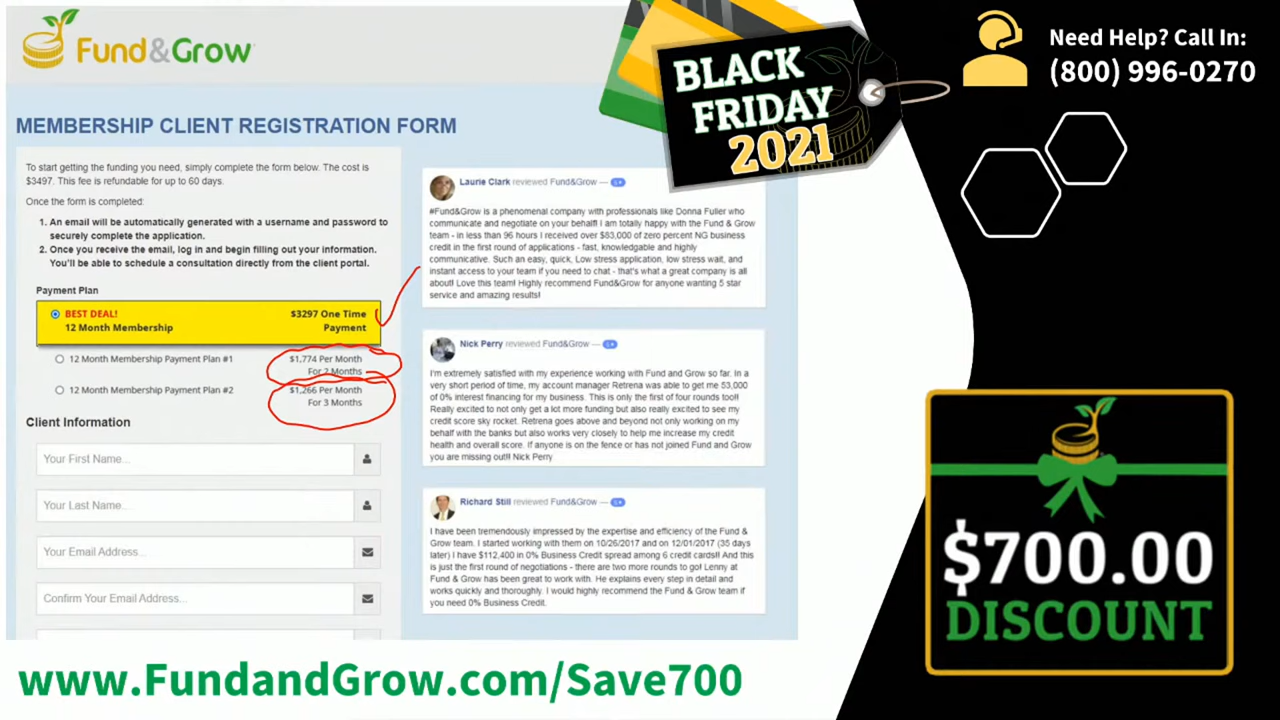 Fund&Grow
BLACK
FRIDAY
2021
Need Help? Call In:
(800) 996-0270
MEMBERSHIP CLIENT REGISTRATION FORM
To start getting the funding you need, simply complete the form below. The cost is
$3497. This fee is refundable for up to 60 days.
Once the form is completed:
1. An email will be automatically generated with a username and password to
securely complete the application.
2. Once you receive the email, log in and begin filling out your information.
You'll be able to schedule a consultation directly from the client portal.
Payment Plan
BEST DEAL! $3297 One Time
12 Month Membership Payment
12 Month Membership Payment Plan #1 $1,774 Per Month
For 2 Months
12 Month Membership Payment Plan #2 $1,266 Per Month
For 3 Months
Client Information
Your First Name...
Your Last Name...
Your Email Address...
Confirm Your Email Address...
Laurie Clark reviewed Fund&Grow — 5
#Fund&Grow is a phenomenal company with professionals like Donna Fuller who
communicate and negotiate on your behalf! I am totally happy with the Fund & Grow
team - in less than 96 hours I received over $83,000 of zero percent NG business
credit in the first round of applications - fast, knowledgable and highly
communicative. Such an easy, quick, Low stress application, low stress wait, and
instant access to your team if you need to chat - that's what a great company is all
about! Love this team! Highly recommend Fund&Grow for anyone wanting 5 star
service and amazing results!
Nick Perry reviewed Fund&Grow — 5
I'm extremely satisfied with my experience working with Fund and Grow so far. In a
very short period of time, my account manager Retrena was able to get me 53,000
of 0% interest financing for my business. This is only the first of four rounds too!!
Really excited to not only get a lot more funding but also really excited to see my
credit score sky rocket. Retrena goes above and beyond not only working on my
behalf with the banks but also works very closely to help me increase my credit
health and overall score. If anyone is on the fence or has not joined Fund and Grow
you are missing out!! Nick Perry
Richard Still reviewed Fund&Grow — 5
I have been tremendously impressed by the expertise and efficiency of the Fund &
Grow team. I started working with them on 10/26/2017 and on 12/01/2017 (35 days
later) I have $112,400 in 0% Business Credit spread among 6 credit cards!! And this
is just the first round of negotiations - there are two more rounds to go! Lenny at
Fund & Grow has been great to work with. He explains every step in detail and
works quickly and thoroughly. I would highly recommend the Fund & Grow team if
you need 0% Business Credit.
$700.00
DISCOUNT
www.FundandGrow.com/Save700